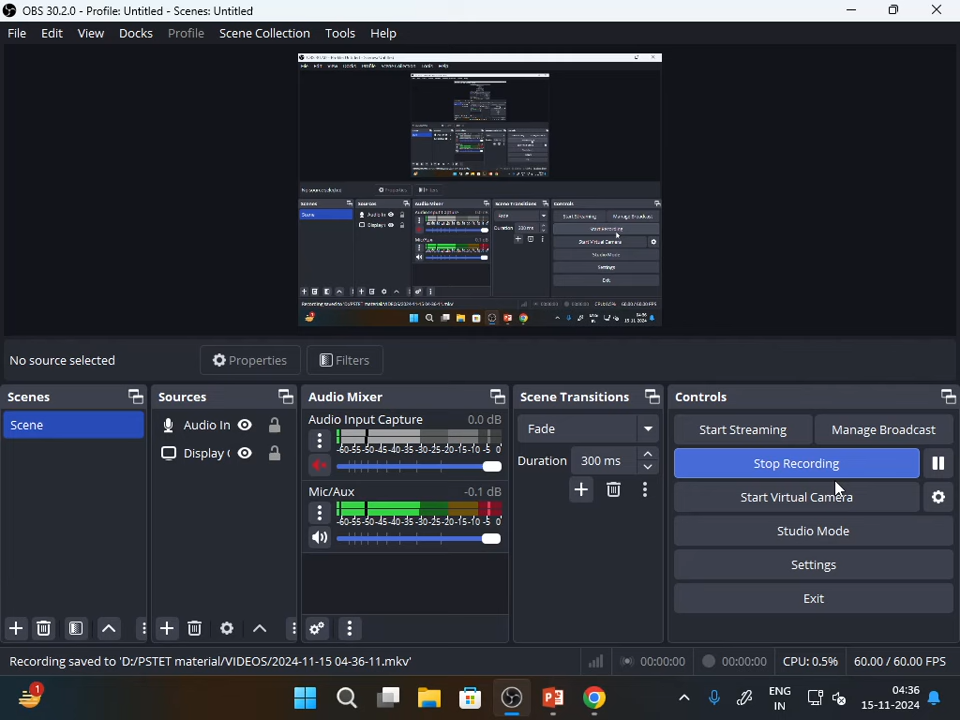 OBS 30.2.0 - Profile: Untitled - Scenes: Untitled
File Edit View Docks Profile Scene Collection Tools Help
No source selected Properties Filters
Scenes Sources Audio Mixer Scene Transitions Controls
Scene
Audio In
Display (
Audio Input Capture 0.0 dB
-60-55-50-45-40-35-30-25-20-15-10-5 0
Mic/Aux -0.1 dB
-60-55-50-45-40-35-30-25-20-15-10-5 0
Fade
Duration 300 ms
Start Streaming Manage Broadcast
Stop Recording
Start Virtual Camera
Studio Mode
Settings
Exit
Recording saved to 'D:/PSTET material/VIDEOS/2024-11-15 04-36-11.mkv' 00:00:00 00:00:00 CPU: 0.5% 60.00 / 60.00 FPS
1
ENG
IN
04:36
15-11-2024